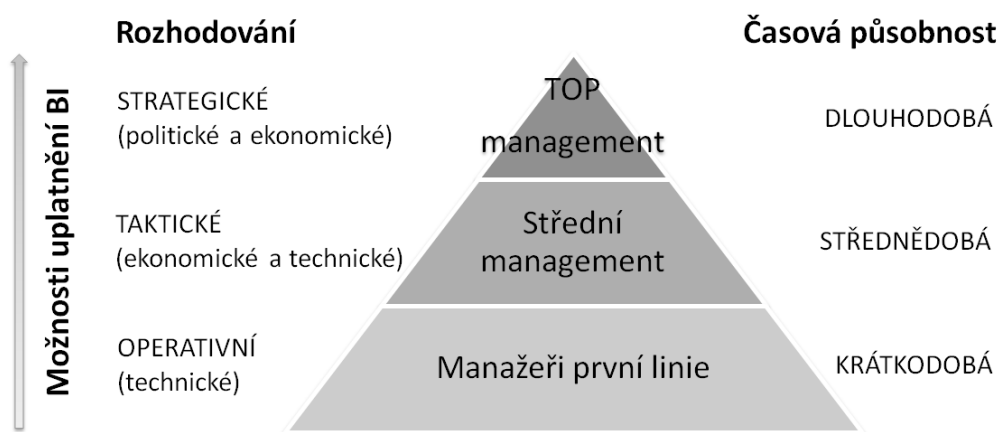 Rozhodování
Časová působnost
Možnosti uplatnění BI
STRATEGICKÉ
(politické a ekonomické)
TOP
management
DLOUHODOBÁ
TAKTICKÉ
(ekonomické a technické)
Střední
management
STŘEDNĚDOBÁ
OPERATIVNÍ
(technické)
Manažeři první linie
KRÁTKODOBÁ